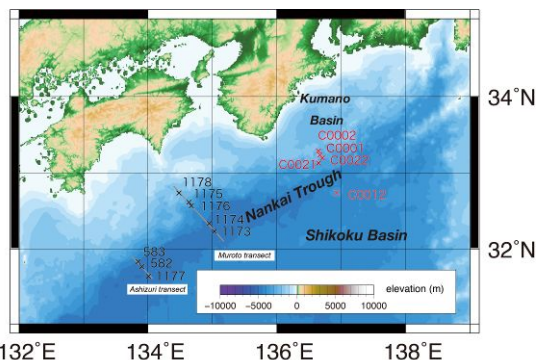 Kumano
Basin
34°N
C0002
C0001
C0021
C0022
C0012
1178
1175
1176
1174
1173
Nankai Trough
Shikoku Basin
32°N
Muroto transect
583
582
1177
Ashizuri transect
elevation (m)
−10000 −5000 0 5000 10000
132°E 134°E 136°E 138°E